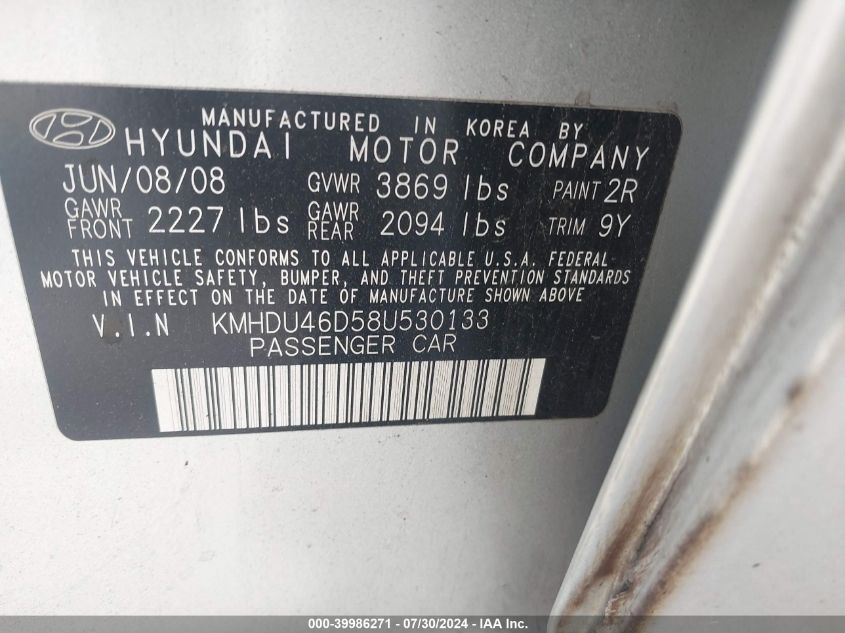 MANUFACTURED IN KOREA BY
HYUNDAI MOTOR COMPANY
JUN/08/08 GVWR 3869 lbs PAINT 2R
GAWR FRONT 2227 lbs GAWR REAR 2094 lbs TRIM 9Y
THIS VEHICLE CONFORMS TO ALL APPLICABLE U.S.A. FEDERAL
MOTOR VEHICLE SAFETY, BUMPER, AND THEFT PREVENTION STANDARDS
IN EFFECT ON THE DATE OF MANUFACTURE SHOWN ABOVE
V.I.N KMHDU46D58U530133
PASSENGER CAR
000-39986271 / 07/30/2024 - IAAI.com